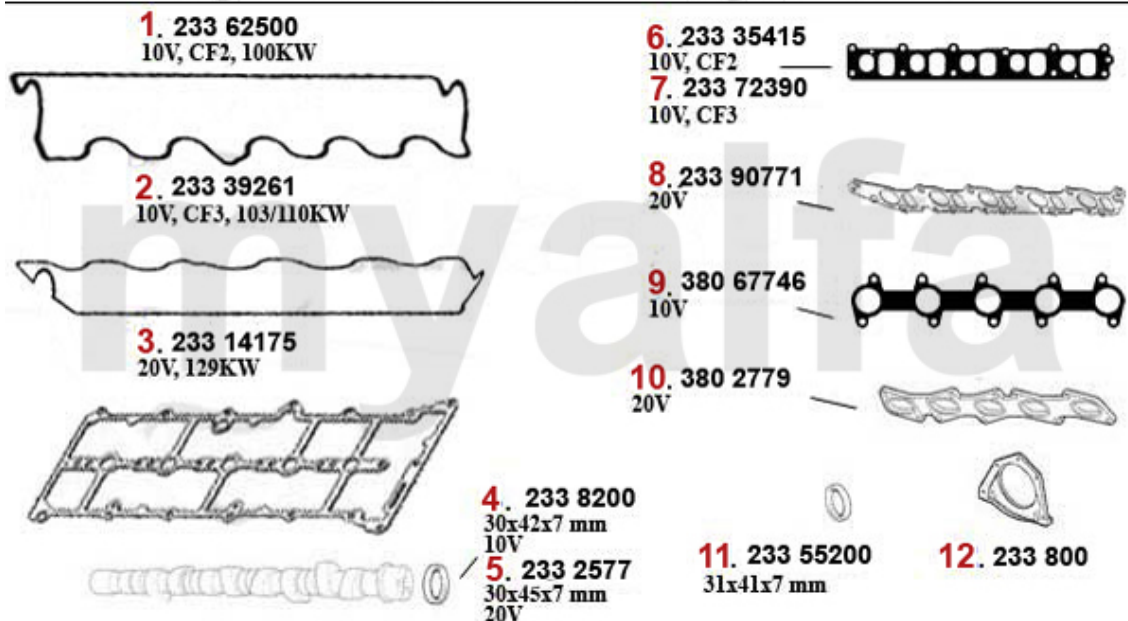 1. 233 62500
10V, CF2, 100KW
2. 233 39261
10V, CF3, 103/110KW
3. 233 14175
20V, 129KW
4. 233 8200
30x42x7 mm
10V
5. 233 2577
30x45x7 mm
20V
6. 233 35415
10V, CF2
7. 233 72390
10V, CF3
8. 233 90771
20V
9. 380 67746
10V
10. 380 2779
20V
11. 233 55200
31x41x7 mm
12. 233 800
myalfa